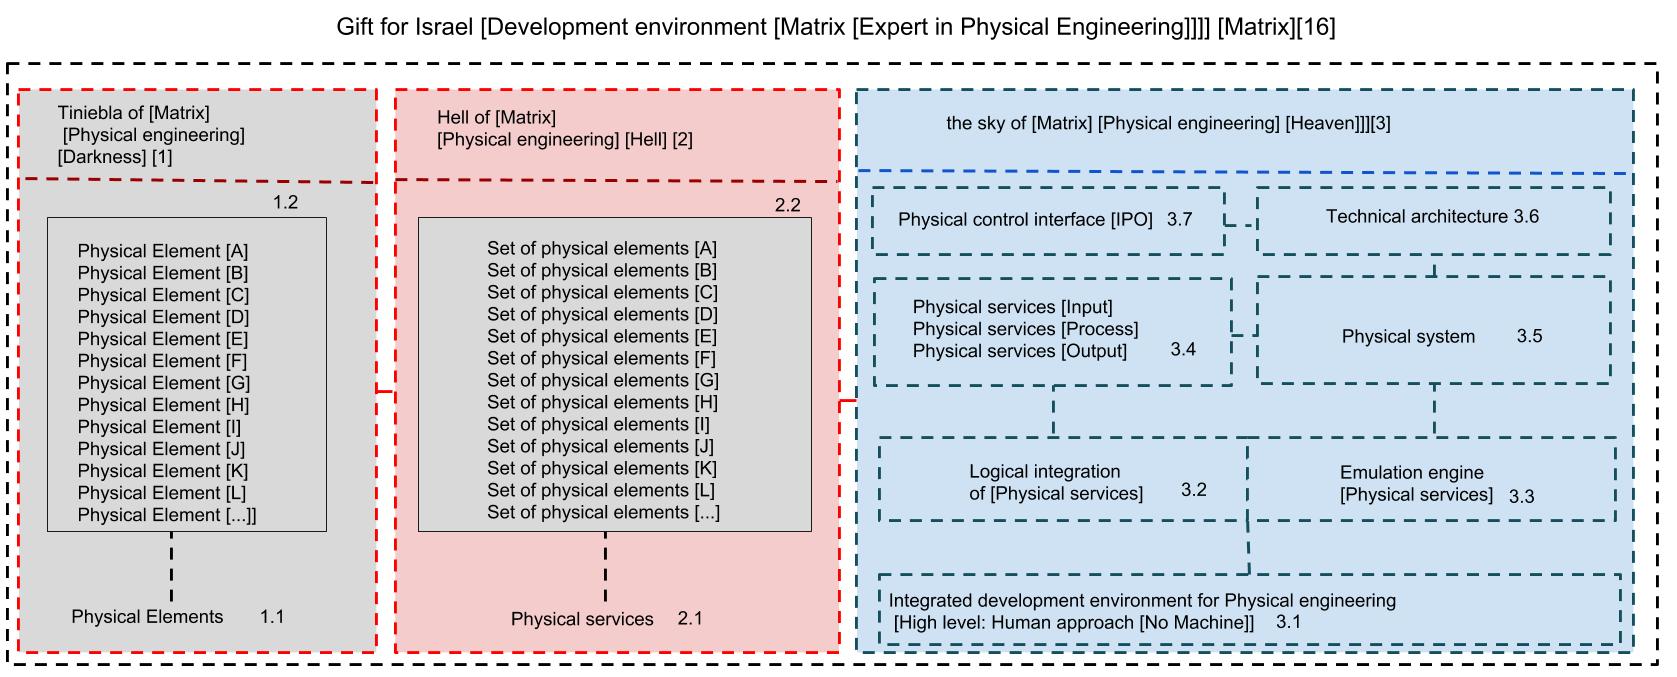 Gift for Israel [Development environment [Matrix [Expert in Physical Engineering]]]] [Matrix][16]
Tiniebla of [Matrix]
[Physical engineering]
[Darkness] [1]
1.2
Physical Element [A]
Physical Element [B]
Physical Element [C]
Physical Element [D]
Physical Element [E]
Physical Element [F]
Physical Element [G]
Physical Element [H]
Physical Element [I]
Physical Element [J]
Physical Element [K]
Physical Element [L]
Physical Element [...]]
Physical Elements 1.1
Hell of [Matrix]
[Physical engineering] [Hell] [2]
2.2
Set of physical elements [A]
Set of physical elements [B]
Set of physical elements [C]
Set of physical elements [D]
Set of physical elements [E]
Set of physical elements [F]
Set of physical elements [G]
Set of physical elements [H]
Set of physical elements [I]
Set of physical elements [J]
Set of physical elements [K]
Set of physical elements [L]
Set of physical elements [...]
Physical services 2.1
the sky of [Matrix] [Physical engineering] [Heaven]]][3]
Physical control interface [IPO] 3.7
Technical architecture 3.6
Physical services [Input]
Physical services [Process]
Physical services [Output] 3.4
Physical system 3.5
Logical integration
of [Physical services] 3.2
Emulation engine
[Physical services] 3.3
Integrated development environment for Physical engineering
[High level: Human approach [No Machine]] 3.1